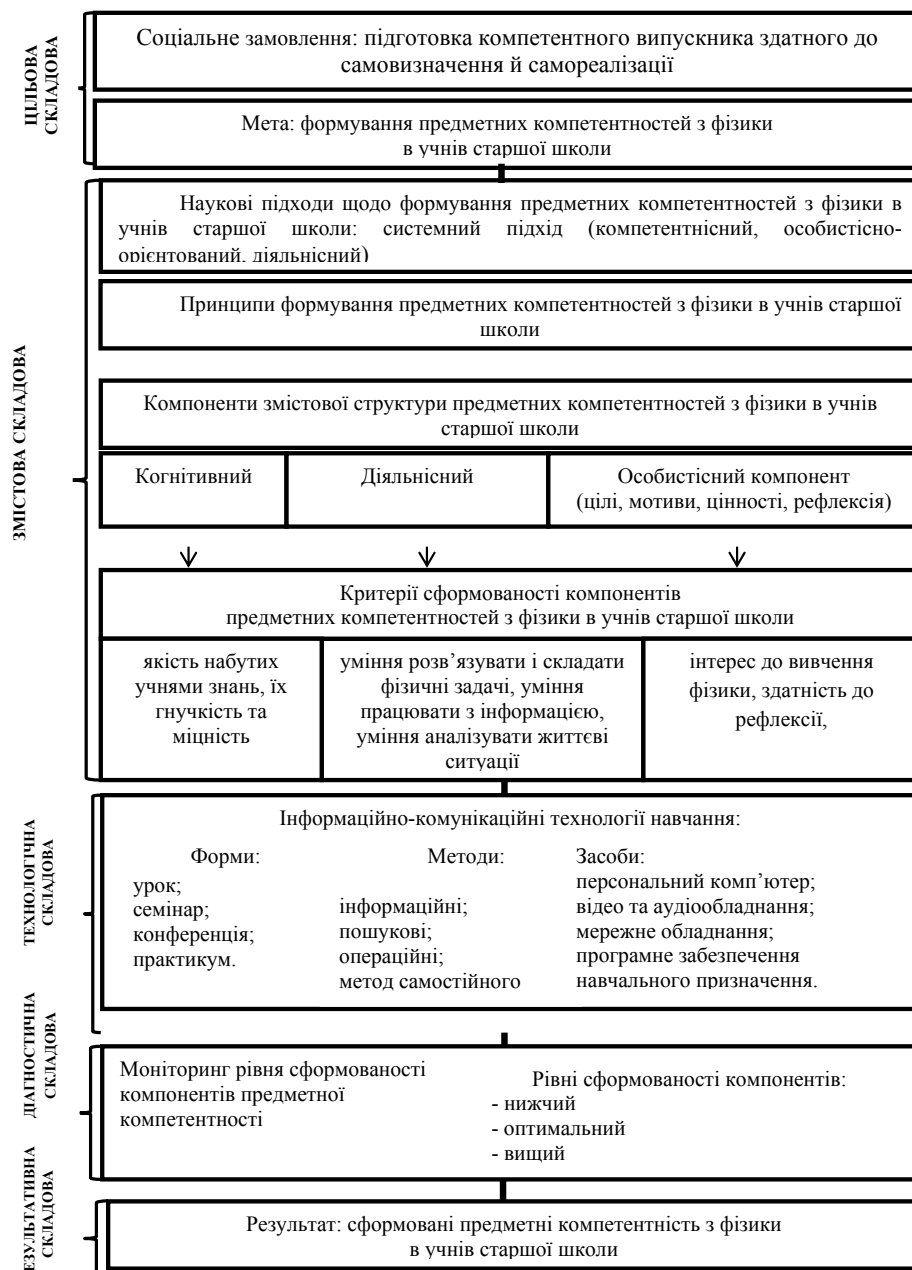 ЦІЛЬОВА
СКЛАДОВА
Соціальне замовлення: підготовка компетентного випускника здатного до
самовизначення й самореалізації
Мета: формування предметних компетентностей з фізики
в учнів старшої школи
ЗМІСТОВА СКЛАДОВА
Наукові підходи щодо формування предметних компетентностей з фізики в
учнів старшої школи: системний підхід (компетентнісний, особистісно-
орієнтований, діяльнісний)
Принципи формування предметних компетентностей з фізики в учнів старшої
школи
Компоненти змістової структури предметних компетентностей з фізики в учнів
старшої школи
Когнитивний
Діяльнісний
Особистісний компонент
(цілі, мотиви, цінності, рефлексія)
Критерії сформованості компонентів
предметних компетентностей з фізики в учнів старшої школи
якість набутих
учнями знань, їх
гнучкість та
міцність
уміння розв’язувати і складати
фізичні задачі, уміння
працювати з інформацією,
уміння аналізувати життєві
ситуації
інтерес до вивчення
фізики, здатність до
рефлексії,
ТЕХНОЛОГІЧНА
СКЛАДОВА
Інформаційно-комунікаційні технології навчання:
Форми:
урок;
семінар;
конференція;
практикум.
Методи:
інформаційні;
пошукові;
операційні;
метод самостійного
Засоби:
персональний комп’ютер;
відео та аудіообладнання;
мережне обладнання;
програмне забезпечення
навчального призначення.
ДІАГНОСТИЧНА
СКЛАДОВА
Моніторинг рівня сформованості
компонентів предметної
компетентності
Рівні сформованості компонентів:
- нижчий
- оптимальний
- вищий
ЕЗУЛЬТАТИВНА
СКЛАДОВА
Результат: сформовані предметні компетентність з фізики
в учнів старшої школи